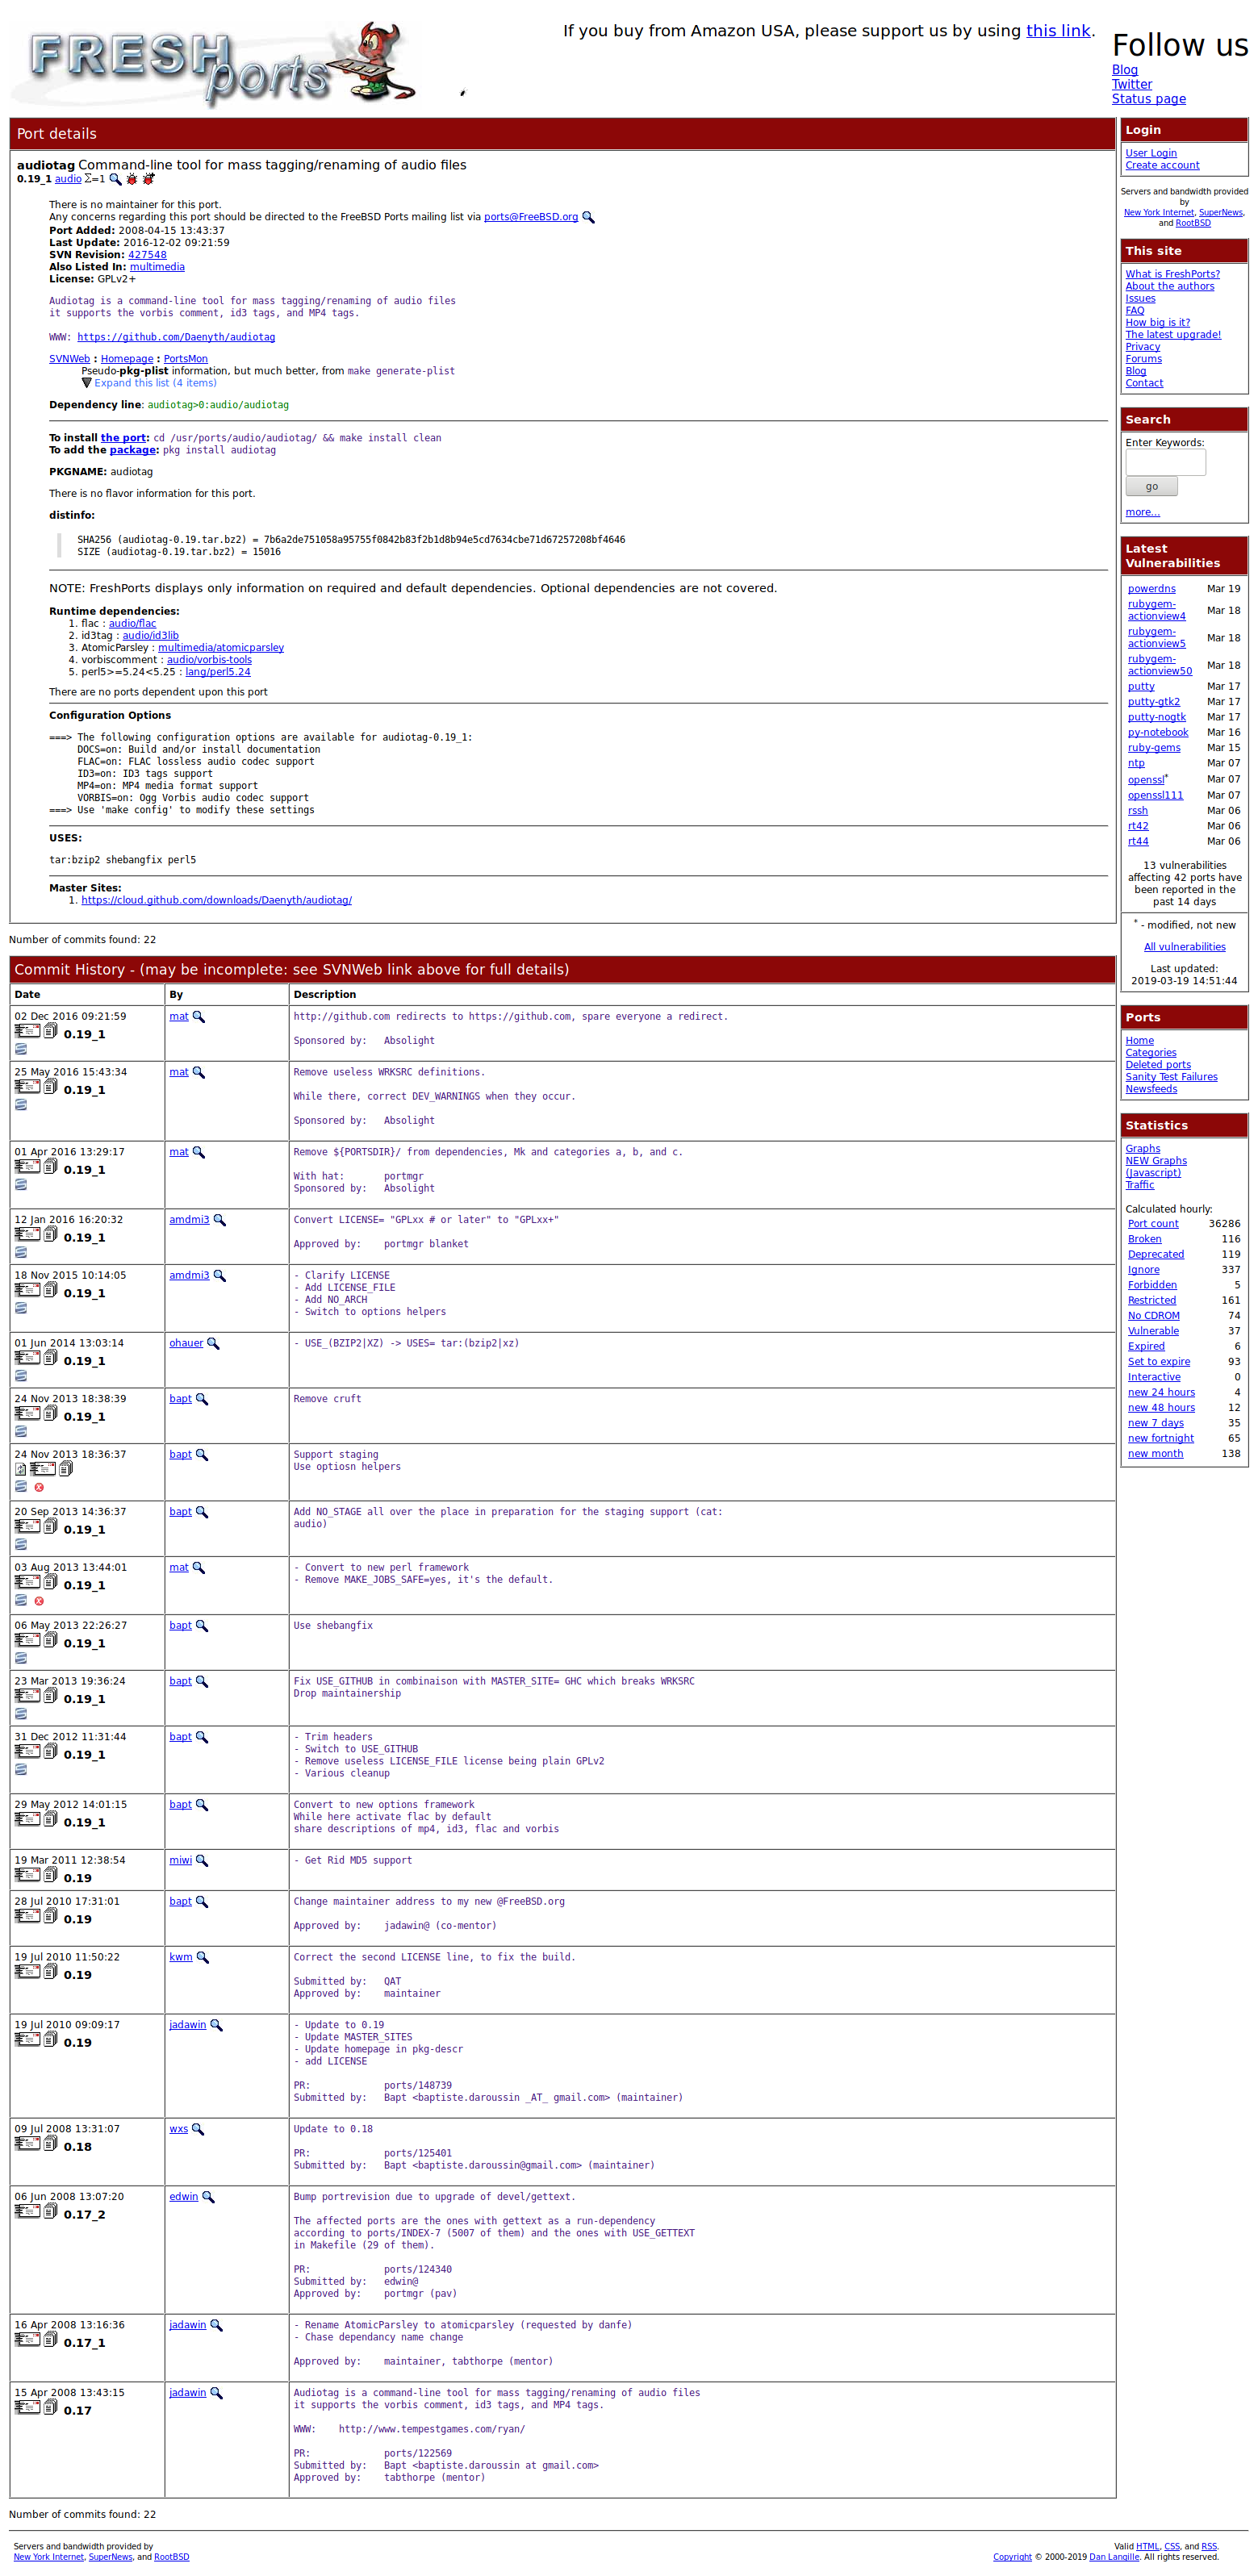 FRESH
ports
If you buy from Amazon USA, please support us by using this link.
Follow us
Blog
Twitter
Status page
Port details
audiotag Command-line tool for mass tagging/renaming of audio files
0.19_1 audio Σ=1
There is no maintainer for this port.
Any concerns regarding this port should be directed to the FreeBSD Ports mailing list via ports@FreeBSD.org
Port Added: 2008-04-15 13:43:37
Last Update: 2016-12-02 09:21:59
SVN Revision: 427548
Also Listed In: multimedia
License: GPLv2+
Audiotag is a command-line tool for mass tagging/renaming of audio files
it supports the vorbis comment, id3 tags, and MP4 tags.
WWW: https://github.com/Daenyth/audiotag
SVNWeb : Homepage : PortsMon
Pseudo-pkg-plist information, but much better, from make generate-plist
Expand this list (4 items)
Dependency line: audiotag>0:audio/audiotag
To install the port: cd /usr/ports/audio/audiotag/ && make install clean
To add the package: pkg install audiotag
PKGNAME: audiotag
There is no flavor information for this port.
distinfo:
SHA256 (audiotag-0.19.tar.bz2) = 7b6a2de751058a95755f0842b83f2b1d8b94e5cd7634cbe71d67257208bf4646
SIZE (audiotag-0.19.tar.bz2) = 15016
NOTE: FreshPorts displays only information on required and default dependencies. Optional dependencies are not covered.
Runtime dependencies:
1. flac : audio/flac
2. id3tag : audio/id3lib
3. AtomicParsley : multimedia/atomicparsley
4. vorbiscomment : audio/vorbis-tools
5. perl5>=5.24<5.25 : lang/perl5.24
There are no ports dependent upon this port
Configuration Options
===> The following configuration options are available for audiotag-0.19_1:
DOCS=on: Build and/or install documentation
FLAC=on: FLAC lossless audio codec support
ID3=on: ID3 tags support
MP4=on: MP4 media format support
VORBIS=on: Ogg Vorbis audio codec support
===> Use 'make config' to modify these settings
USES:
tar:bzip2 shebangfix perl5
Master Sites:
1. https://cloud.github.com/downloads/Daenyth/audiotag/
Number of commits found: 22
Commit History - (may be incomplete: see SVNWeb link above for full details)
Date By Description
02 Dec 2016 09:21:59
0.19_1
mat
http://github.com redirects to https://github.com, spare everyone a redirect.
Sponsored by: Absolight
25 May 2016 15:43:34
0.19_1
mat
Remove useless WRKSRC definitions.
While there, correct DEV_WARNINGS when they occur.
Sponsored by: Absolight
01 Apr 2016 13:29:17
0.19_1
mat
Remove ${PORTSDIR}/ from dependencies, Mk and categories a, b, and c.
With hat: portmgr
Sponsored by: Absolight
12 Jan 2016 16:20:32
0.19_1
amdmi3
Convert LICENSE= "GPLxx # or later" to "GPLxx+"
Approved by: portmgr blanket
18 Nov 2015 10:14:05
0.19_1
amdmi3
- Clarify LICENSE
- Add LICENSE_FILE
- Add NO_ARCH
- Switch to options helpers
01 Jun 2014 13:03:14
0.19_1
ohauer
- USE_(BZIP2|XZ) -> USES= tar:(bzip2|xz)
24 Nov 2013 18:38:39
0.19_1
bapt
Remove cruft
24 Nov 2013 18:36:37
bapt
Support staging
Use optiosn helpers
20 Sep 2013 14:36:37
0.19_1
bapt
Add NO_STAGE all over the place in preparation for the staging support (cat:
audio)
03 Aug 2013 13:44:01
0.19_1
mat
- Convert to new perl framework
- Remove MAKE_JOBS_SAFE=yes, it's the default.
06 May 2013 22:26:27
0.19_1
bapt
Use shebangfix
23 Mar 2013 19:36:24
0.19_1
bapt
Fix USE_GITHUB in combinaison with MASTER_SITE= GHC which breaks WRKSRC
Drop maintainership
31 Dec 2012 11:31:44
0.19_1
bapt
- Trim headers
- Switch to USE_GITHUB
- Remove useless LICENSE_FILE license being plain GPLv2
- Various cleanup
29 May 2012 14:01:15
0.19_1
bapt
Convert to new options framework
While here activate flac by default
share descriptions of mp4, id3, flac and vorbis
19 Mar 2011 12:38:54
0.19
miwi
- Get Rid MD5 support
28 Jul 2010 17:31:01
0.19
bapt
Change maintainer address to my new @FreeBSD.org
Approved by: jadawin@ (co-mentor)
19 Jul 2010 11:50:22
0.19
kwm
Correct the second LICENSE line, to fix the build.
Submitted by: QAT
Approved by: maintainer
19 Jul 2010 09:09:17
0.19
jadawin
- Update to 0.19
- Update MASTER_SITES
- Update homepage in pkg-descr
- add LICENSE
PR: ports/148739
Submitted by: Bapt <baptiste.daroussin _AT_ gmail.com> (maintainer)
09 Jul 2008 13:31:07
0.18
wxs
Update to 0.18
PR: ports/125401
Submitted by: Bapt <baptiste.daroussin@gmail.com> (maintainer)
06 Jun 2008 13:07:20
0.17_2
edwin
Bump portrevision due to upgrade of devel/gettext.
The affected ports are the ones with gettext as a run-dependency
according to ports/INDEX-7 (5007 of them) and the ones with USE_GETTEXT
in Makefile (29 of them).
PR: ports/124340
Submitted by: edwin@
Approved by: portmgr (pav)
16 Apr 2008 13:16:36
0.17_1
jadawin
- Rename AtomicParsley to atomicparsley (requested by danfe)
- Chase dependancy name change
Approved by: maintainer, tabthorpe (mentor)
15 Apr 2008 13:43:15
0.17
jadawin
Audiotag is a command-line tool for mass tagging/renaming of audio files
it supports the vorbis comment, id3 tags, and MP4 tags.
WWW: http://www.tempestgames.com/ryan/
PR: ports/122569
Submitted by: Bapt <baptiste.daroussin at gmail.com>
Approved by: tabthorpe (mentor)
Number of commits found: 22
Login
User Login
Create account
Servers and bandwidth provided
by
New York Internet, SuperNews,
and RootBSD
This site
What is FreshPorts?
About the authors
Issues
FAQ
How big is it?
The latest upgrade!
Privacy
Forums
Blog
Contact
Search
Enter Keywords:
go
more...
Latest
Vulnerabilities
powerdns Mar 19
rubygem-
actionview4 Mar 18
rubygem-
actionview5 Mar 18
rubygem-
actionview50 Mar 18
putty Mar 17
putty-gtk2 Mar 17
putty-nogtk Mar 17
py-notebook Mar 16
ruby-gems Mar 15
ntp Mar 07
openssl* Mar 07
openssl111 Mar 07
rssh Mar 06
rt42 Mar 06
rt44 Mar 06
13 vulnerabilities
affecting 42 ports have
been reported in the
past 14 days
* - modified, not new
All vulnerabilities
Last updated:
2019-03-19 14:51:44
Ports
Home
Categories
Deleted ports
Sanity Test Failures
Newsfeeds
Statistics
Graphs
NEW Graphs
(Javascript)
Traffic
Calculated hourly:
Port count 36286
Broken 116
Deprecated 119
Ignore 337
Forbidden 5
Restricted 161
No CDROM 74
Vulnerable 37
Expired 6
Set to expire 93
Interactive 0
new 24 hours 4
new 48 hours 12
new 7 days 35
new fortnight 65
new month 138
Servers and bandwidth provided by
New York Internet, SuperNews, and RootBSD
Valid HTML, CSS, and RSS.
Copyright © 2000-2019 Dan Langille. All rights reserved.